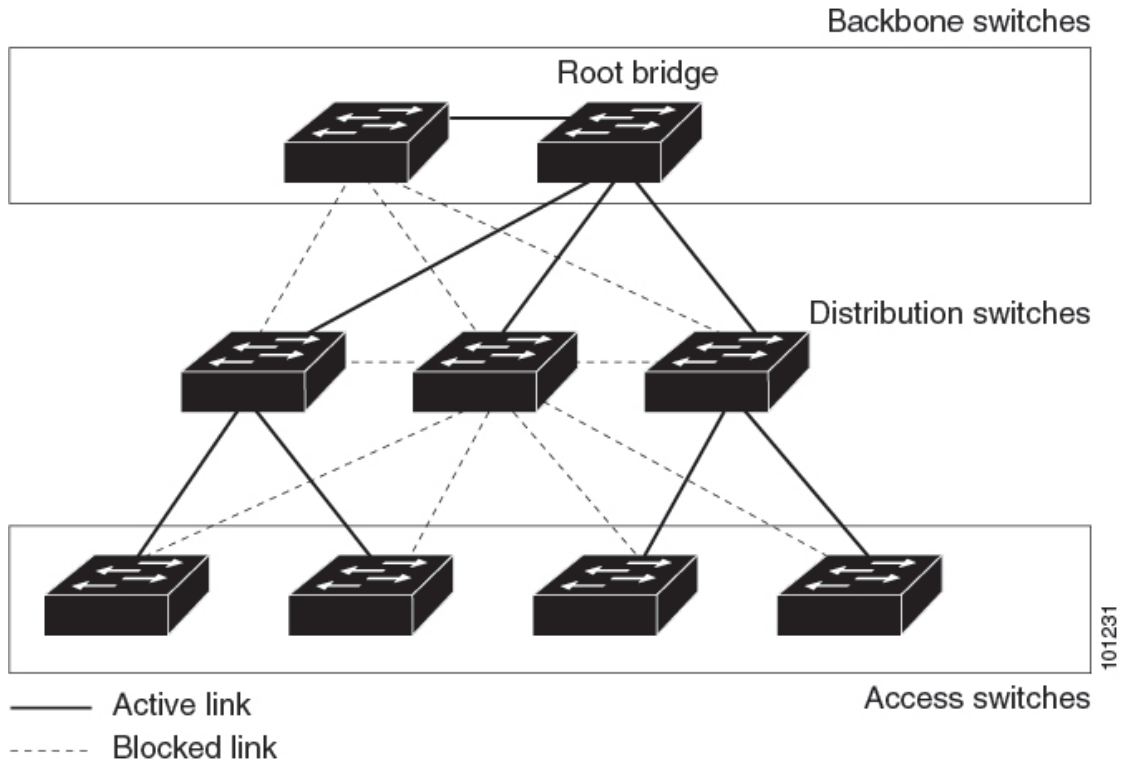 Backbone switches
Root bridge
Distribution switches
101231
Access switches
Active link
Blocked link